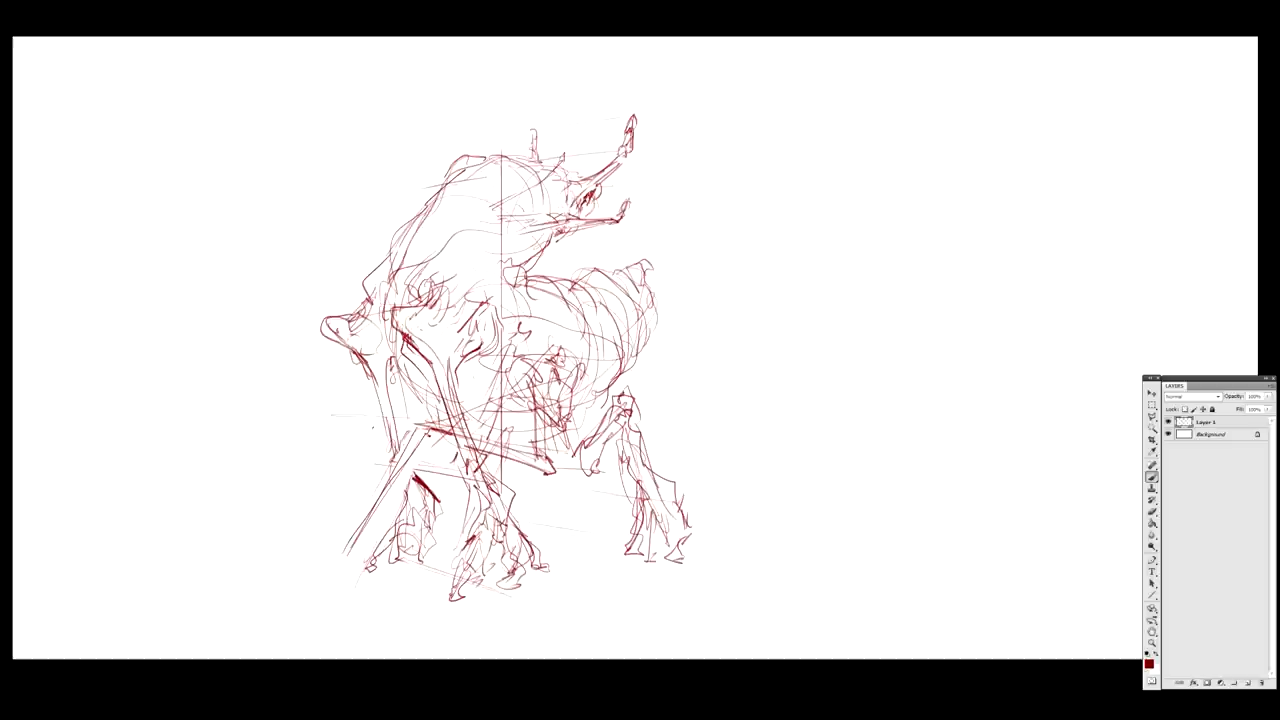 LAYERS
Normal Opacity: 100%
Lock: Fill: 100%
Layer 1
Background